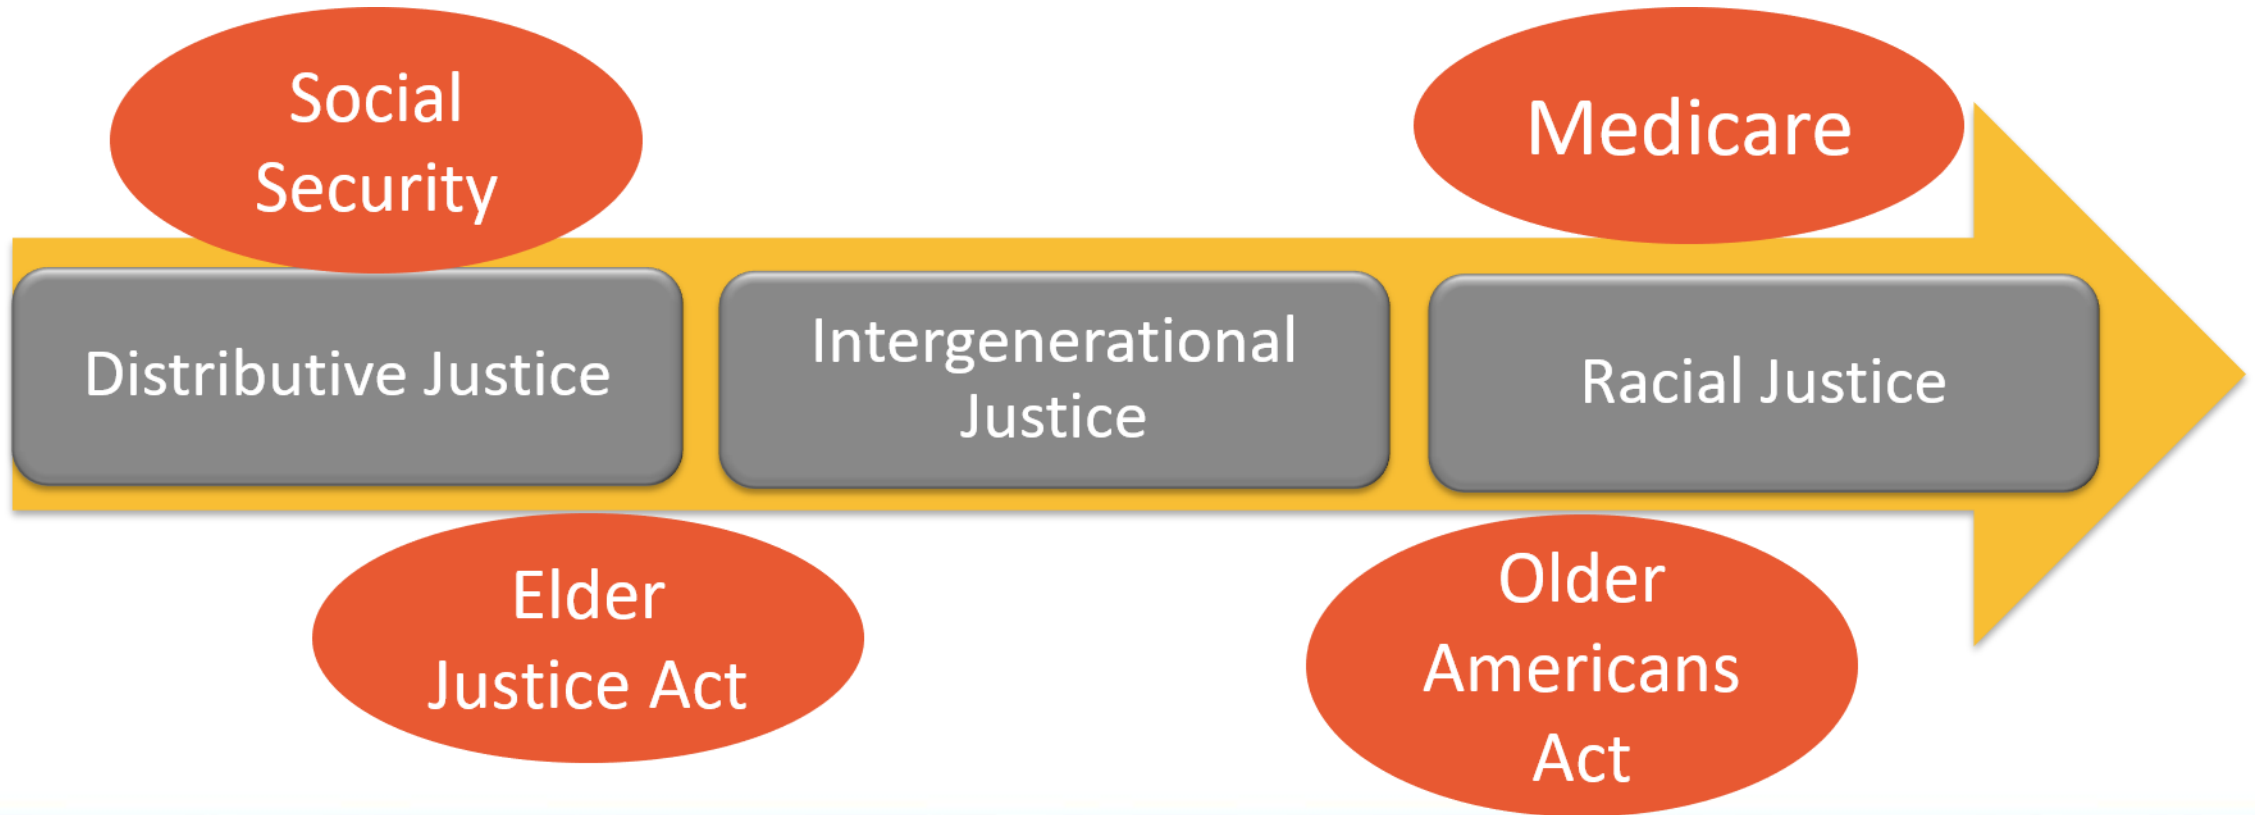 Social
Security
Medicare
Distributive Justice
Intergenerational
Justice
Racial Justice
Elder
Justice Act
Older
Americans
Act